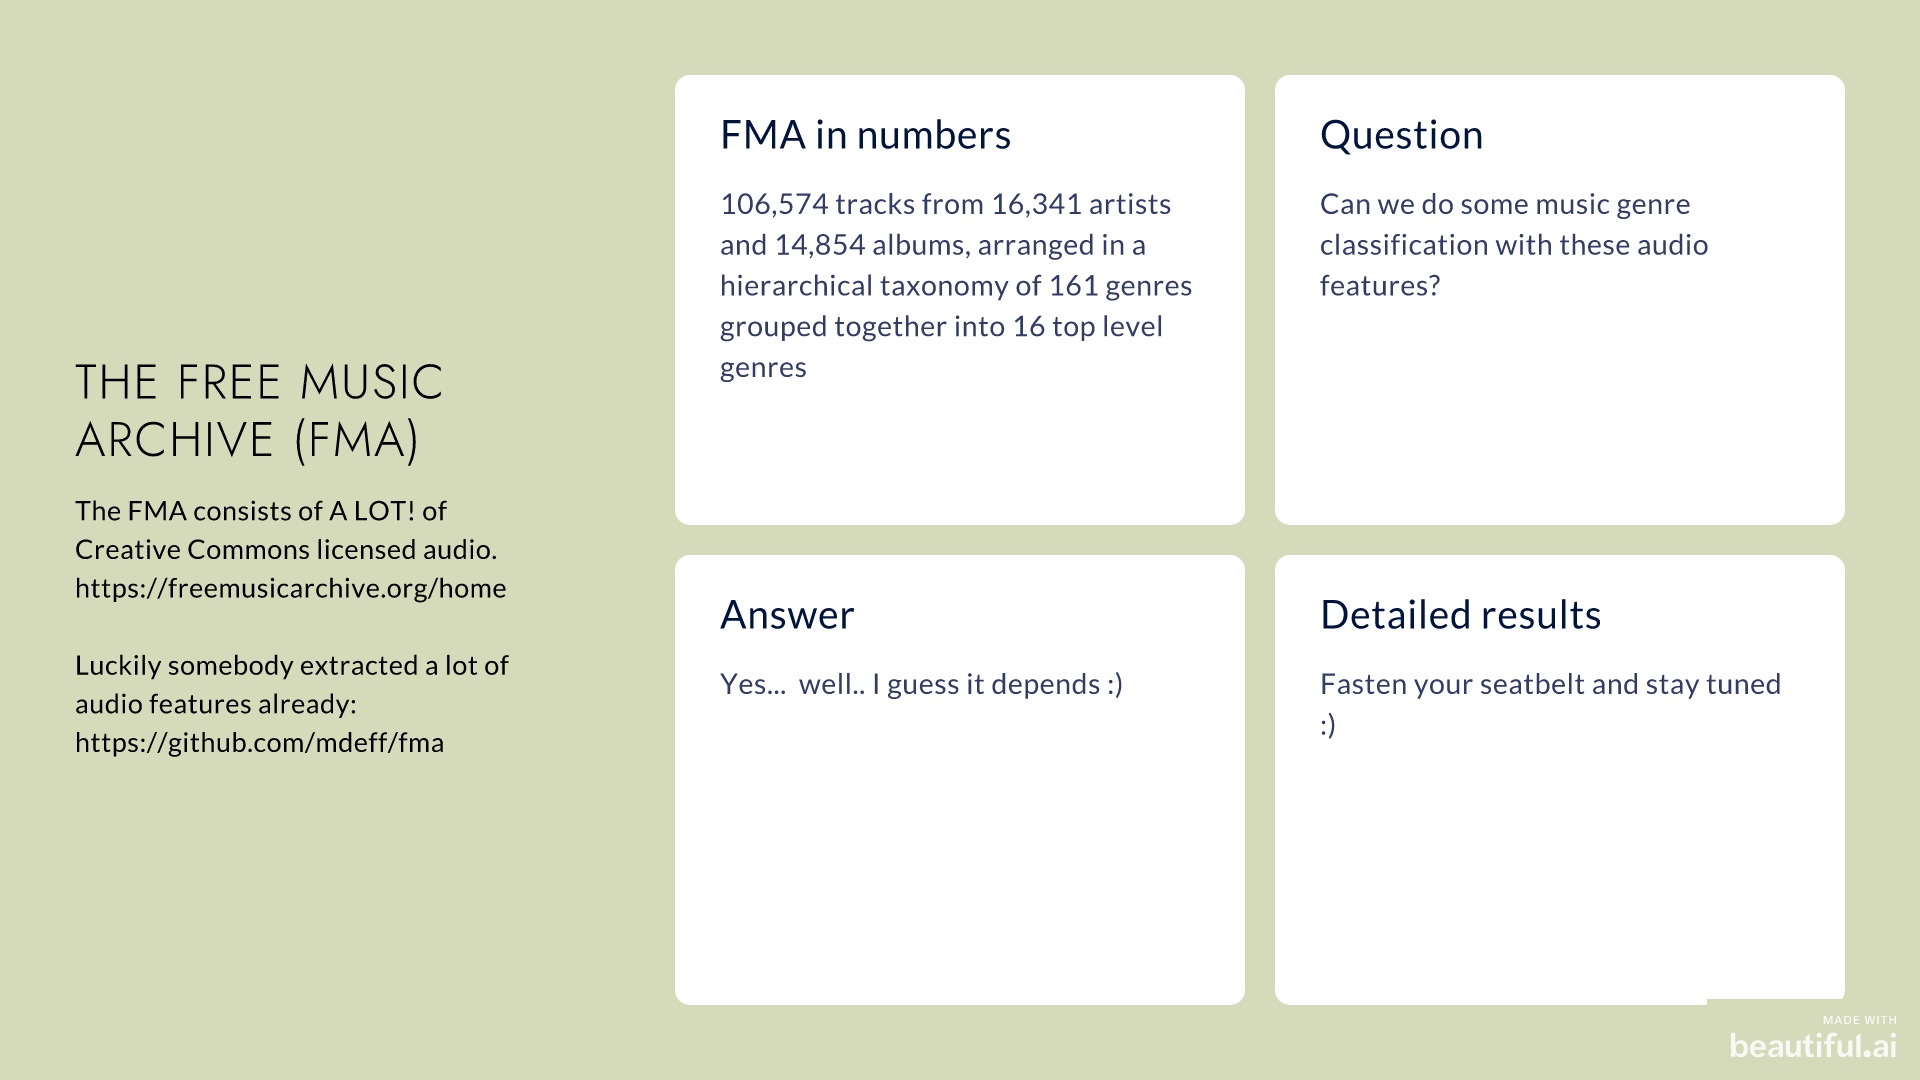 THE FREE MUSIC
ARCHIVE (FMA)
The FMA consists of A LOT! of
Creative Commons licensed audio.
https://freemusicarchive.org/home
Luckily somebody extracted a lot of
audio features already:
https://github.com/mdeff/fma
FMA in numbers
106,574 tracks from 16,341 artists
and 14,854 albums, arranged in a
hierarchical taxonomy of 161 genres
grouped together into 16 top level
genres
Question
Can we do some music genre
classification with these audio
features?
Answer
Yes...  well.. I guess it depends :)
Detailed results
Fasten your seatbelt and stay tuned
:)
MADE WITH
beautiful.ai